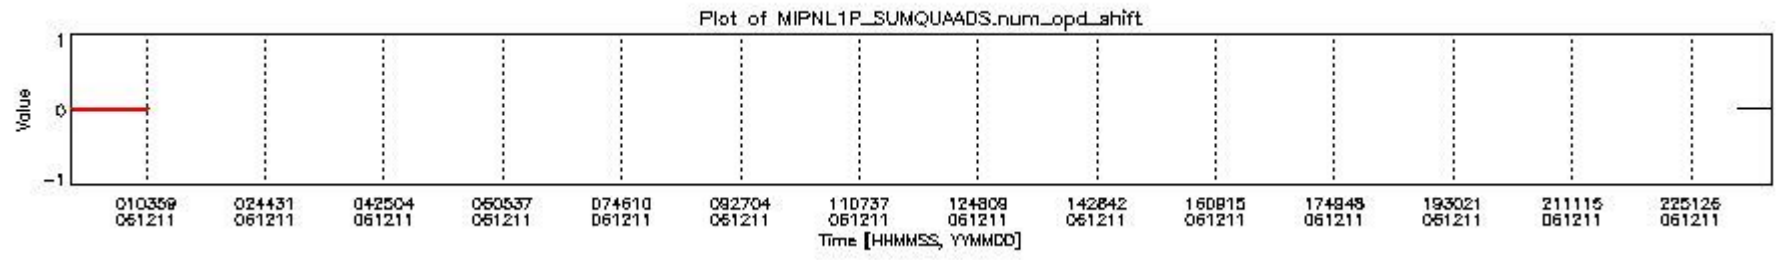 Plot of MIPNL1P_SUMQUAADS.num_opd_shift
1
Value
0
-1
010359 024431 042504 060537 074610 092704 110737 124809 142842 160915 174948 193021 211115 225126
061211 061211 061211 061211 061211 061211 061211 061211 061211 061211 061211 061211 061211 061211
Time [HHMMSS, YYMMDD]